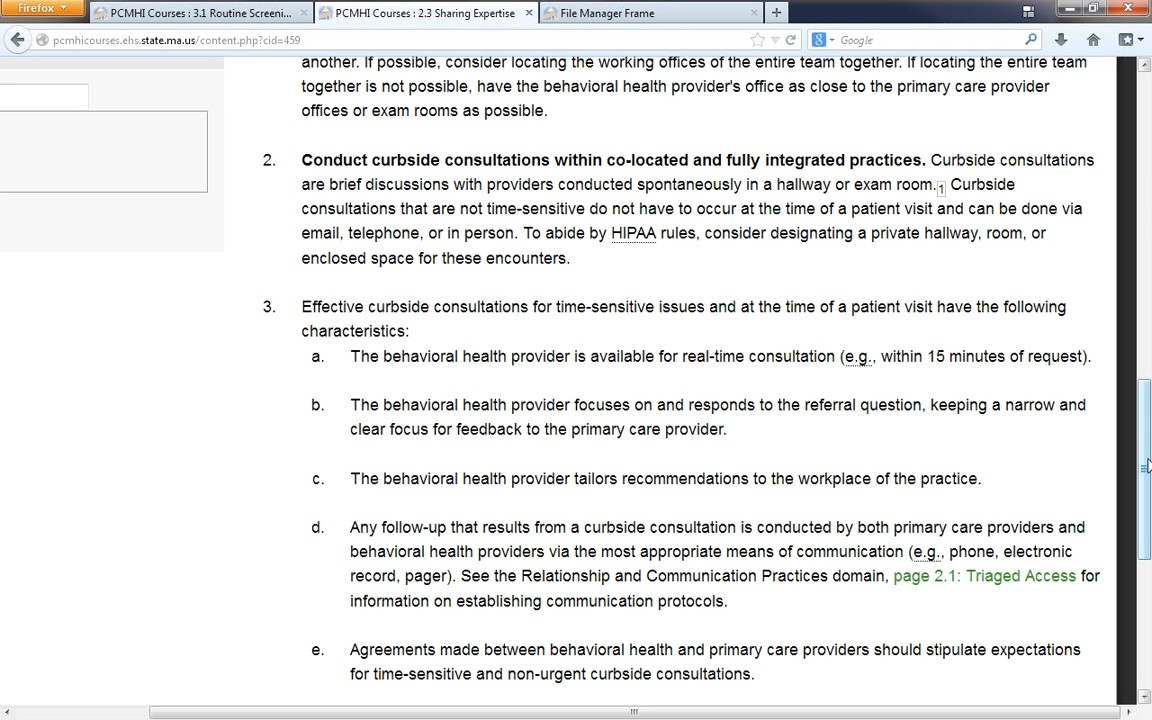 Firefox
PCMHI Courses : 3.1 Routine Screeni...
PCMHI Courses : 2.3 Sharing Expertise
File Manager Frame
pcmhicourses.ehs.state.ma.us/content.php?cid=459
Google
another. If possible, consider locating the working offices of the entire team together. If locating the entire team
together is not possible, have the behavioral health provider's office as close to the primary care provider
offices or exam rooms as possible.
2. Conduct curbside consultations within co-located and fully integrated practices. Curbside consultations
are brief discussions with providers conducted spontaneously in a hallway or exam room.1 Curbside
consultations that are not time-sensitive do not have to occur at the time of a patient visit and can be done via
email, telephone, or in person. To abide by HIPAA rules, consider designating a private hallway, room, or
enclosed space for these encounters.
3. Effective curbside consultations for time-sensitive issues and at the time of a patient visit have the following
characteristics:
a. The behavioral health provider is available for real-time consultation (e.g., within 15 minutes of request).
b. The behavioral health provider focuses on and responds to the referral question, keeping a narrow and
clear focus for feedback to the primary care provider.
c. The behavioral health provider tailors recommendations to the workplace of the practice.
d. Any follow-up that results from a curbside consultation is conducted by both primary care providers and
behavioral health providers via the most appropriate means of communication (e.g., phone, electronic
record, pager). See the Relationship and Communication Practices domain, page 2.1: Triaged Access for
information on establishing communication protocols.
e. Agreements made between behavioral health and primary care providers should stipulate expectations
for time-sensitive and non-urgent curbside consultations.